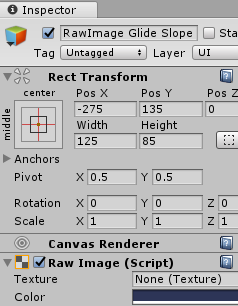 Inspector
RawImage Glide Slope Sta
Tag Untagged Layer UI
Rect Transform
center Pos X Pos Y Pos Z
middle -275 135 0
Width Height
125 85
Anchors
Pivot X 0.5 Y 0.5
Rotation X 0 Y 0 Z 0
Scale X 1 Y 1 Z 1
Canvas Renderer
Raw Image (Script)
Texture None (Texture)
Color